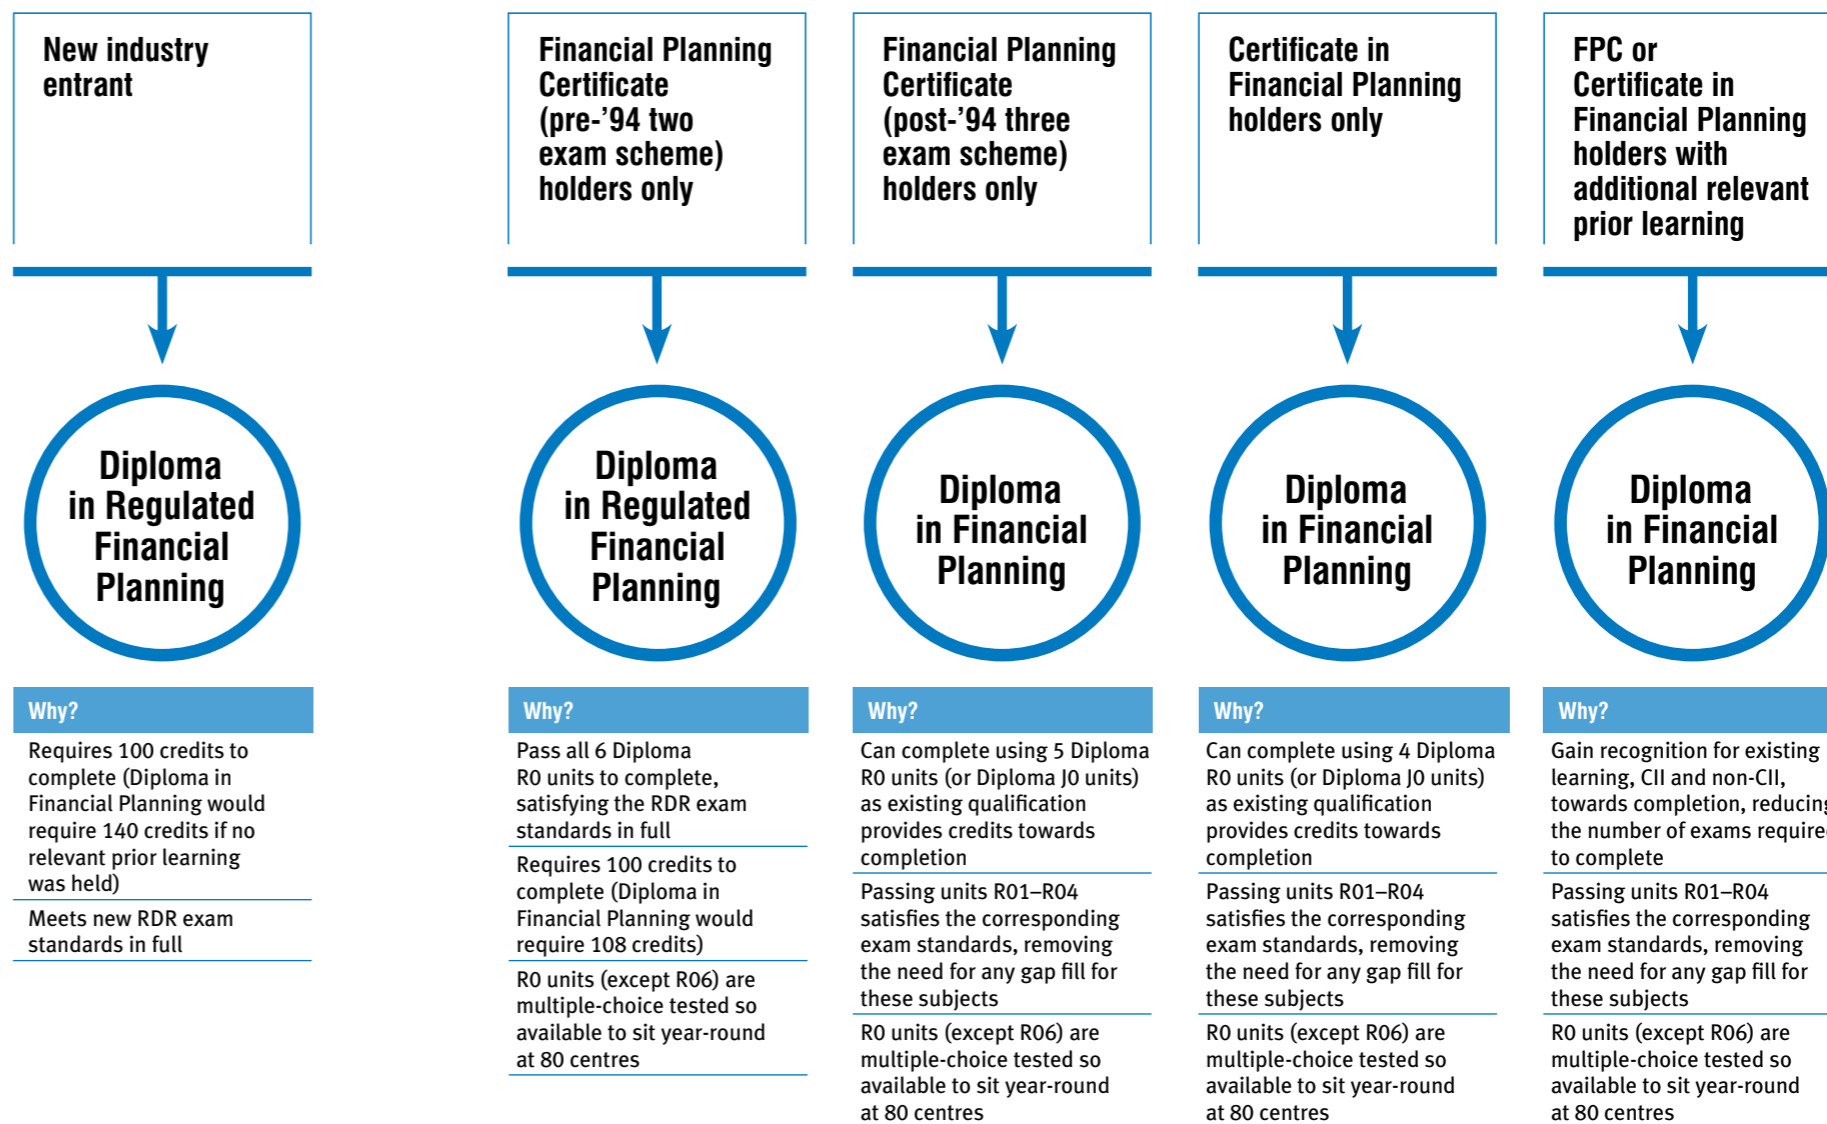 New industry
entrant
Diploma
in Regulated
Financial
Planning
Why?
Requires 100 credits to
complete (Diploma in
Financial Planning would
require 140 credits if no
relevant prior learning
was held)
Meets new RDR exam
standards in full
Financial Planning
Certificate
(pre-’94 two
exam scheme)
holders only
Diploma
in Regulated
Financial
Planning
Why?
Pass all 6 Diploma
R0 units to complete,
satisfying the RDR exam
standards in full
Requires 100 credits to
complete (Diploma in
Financial Planning would
require 108 credits)
R0 units (except R06) are
multiple-choice tested so
available to sit year-round
at 80 centres
Financial Planning
Certificate
(post-’94 three
exam scheme)
holders only
Diploma
in Financial
Planning
Why?
Can complete using 5 Diploma
R0 units (or Diploma J0 units)
as existing qualification
provides credits towards
completion
Passing units R01–R04
satisfies the corresponding
exam standards, removing
the need for any gap fill for
these subjects
R0 units (except R06) are
multiple-choice tested so
available to sit year-round
at 80 centres
Certificate in
Financial Planning
holders only
Diploma
in Financial
Planning
Why?
Can complete using 4 Diploma
R0 units (or Diploma J0 units)
as existing qualification
provides credits towards
completion
Passing units R01–R04
satisfies the corresponding
exam standards, removing
the need for any gap fill for
these subjects
R0 units (except R06) are
multiple-choice tested so
available to sit year-round
at 80 centres
FPC or
Certificate in
Financial Planning
holders with
additional relevant
prior learning
Diploma
in Financial
Planning
Why?
Gain recognition for existing
learning, CII and non-CII,
towards completion, reducing
the number of exams require
to complete
Passing units R01–R04
satisfies the corresponding
exam standards, removing
the need for any gap fill for
these subjects
R0 units (except R06) are
multiple-choice tested so
available to sit year-round
at 80 centres